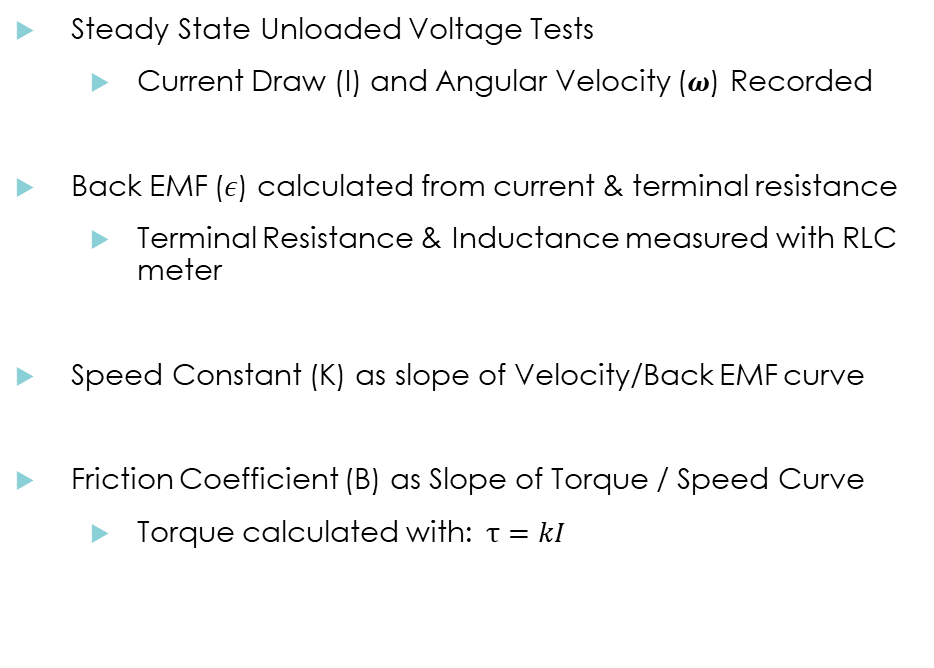 Steady State Unloaded Voltage Tests
Current Draw (I) and Angular Velocity (𝝎) Recorded
Back EMF (𝜖) calculated from current & terminal resistance
Terminal Resistance & Inductance measured with RLC
meter
Speed Constant (K) as slope of Velocity/Back EMF curve
Friction Coefficient (B) as Slope of Torque / Speed Curve
Torque calculated with: τ = 𝑘𝐼